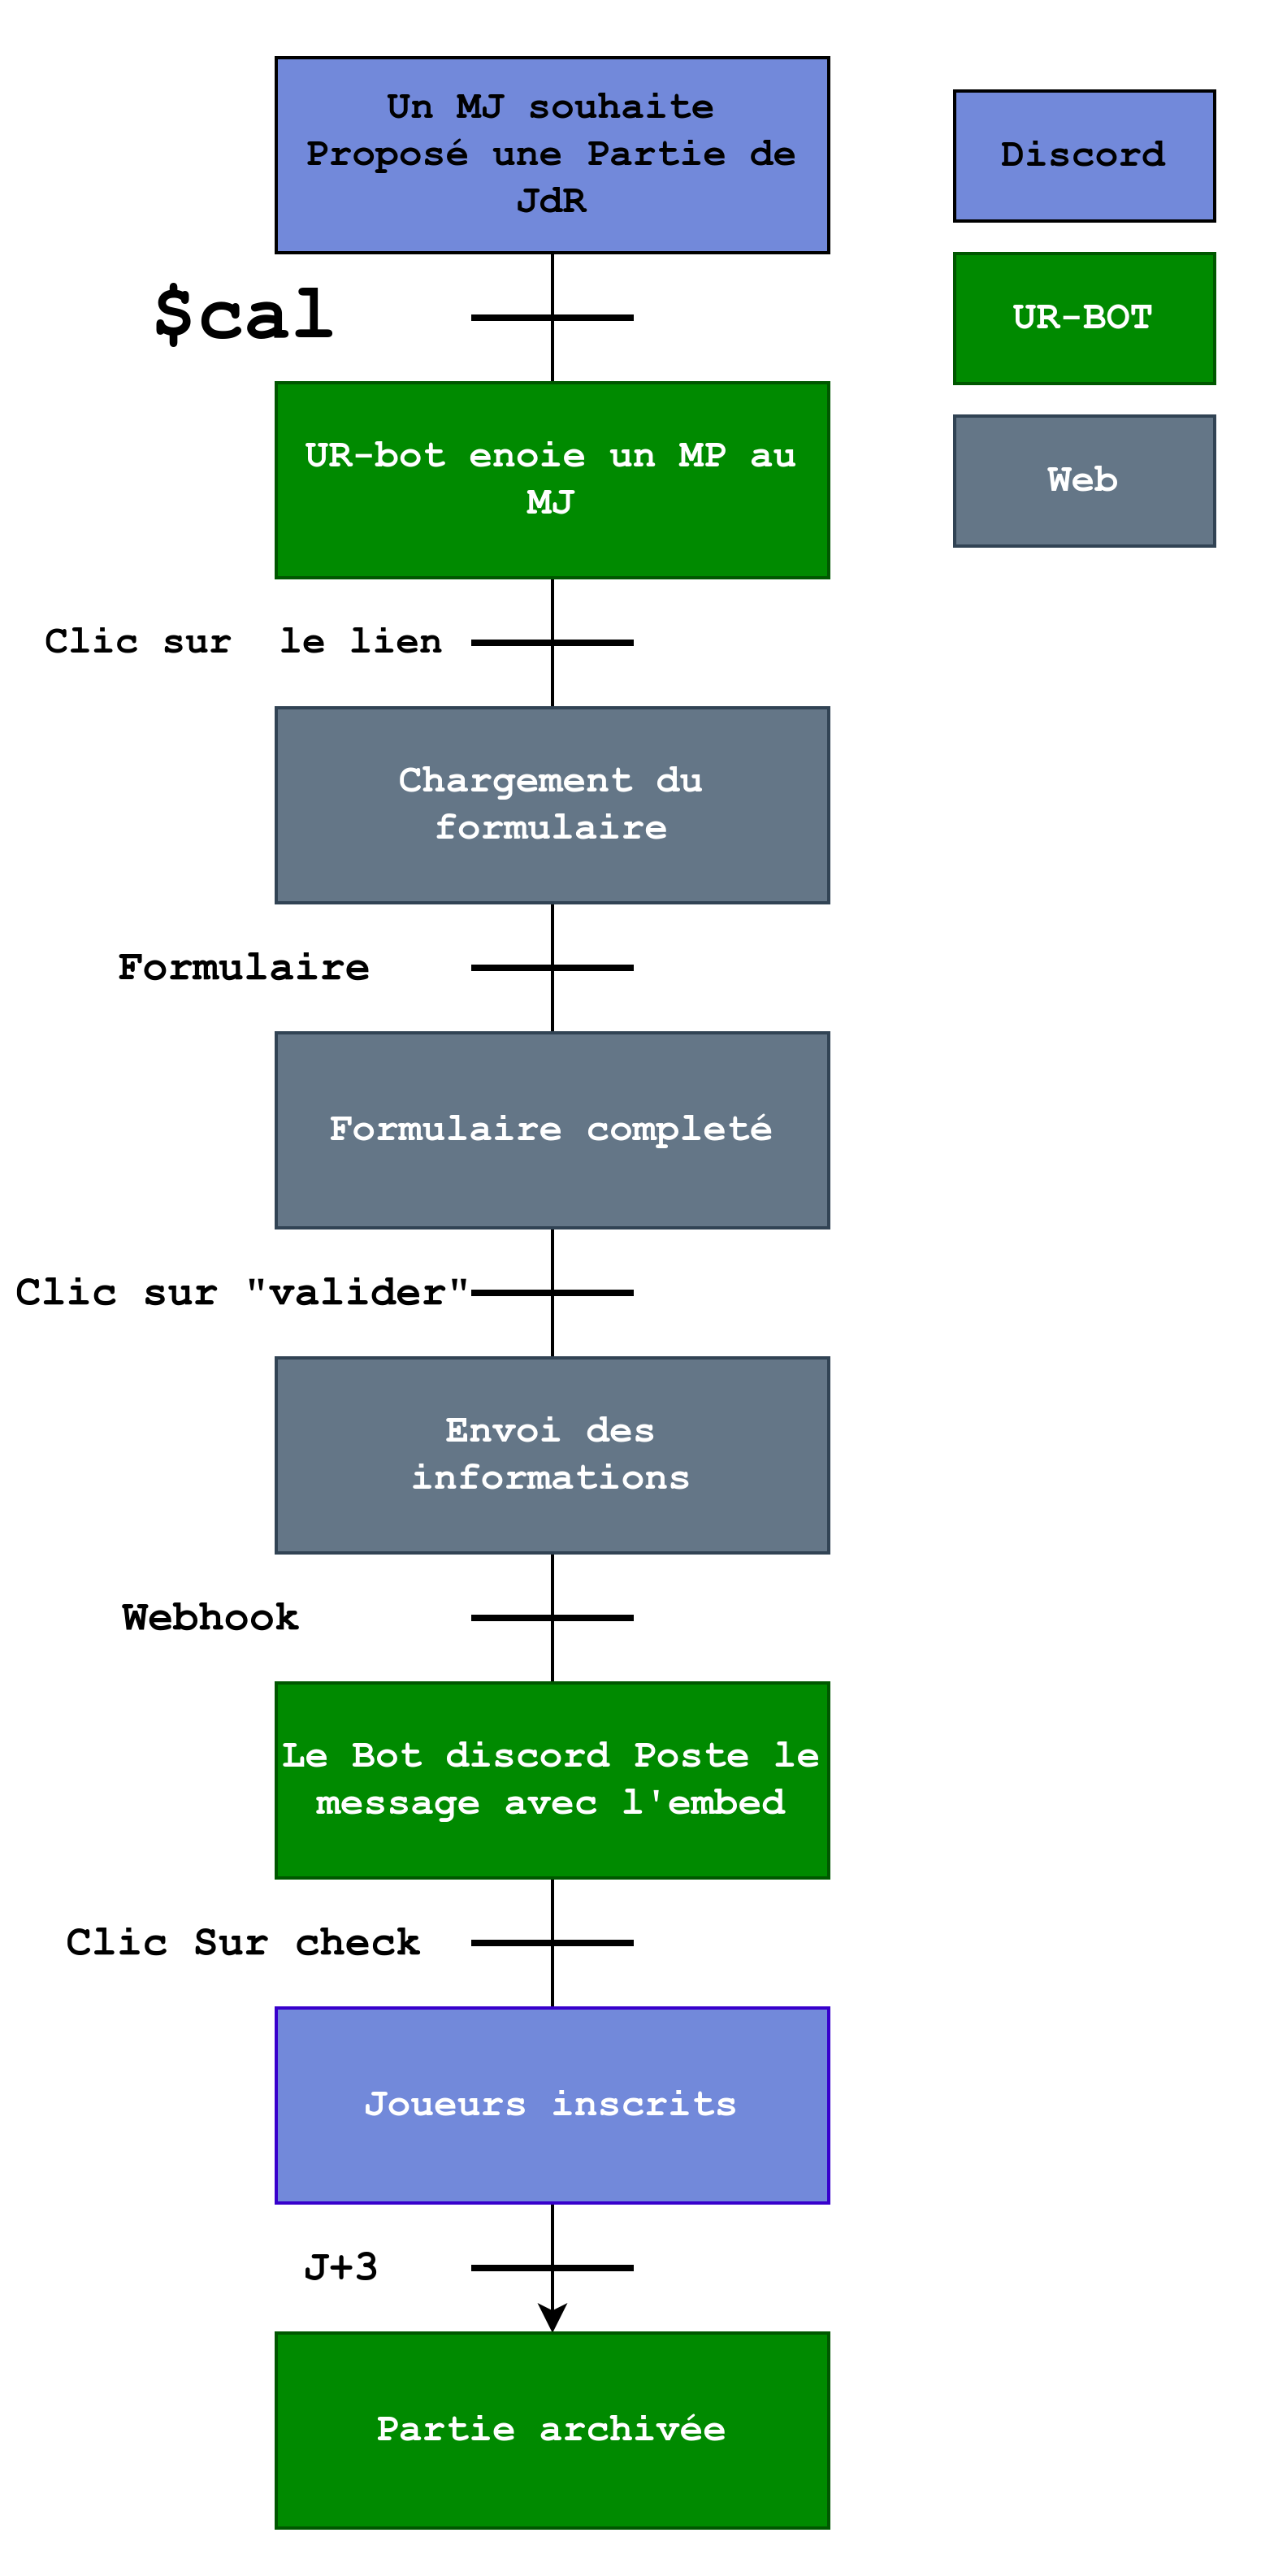 Un MJ souhaite
Proposé une Partie de
JdR
Discord
$cal
UR-BOT
UR-bot enoie un MP au
MJ
Web
Clic sur  le lien
Chargement du
formulaire
Formulaire
Formulaire completé
Clic sur "valider"
Envoi des
informations
Webhook
Le Bot discord Poste le
message avec l'embed
Clic Sur check
Joueurs inscrits
J+3
Partie archivée